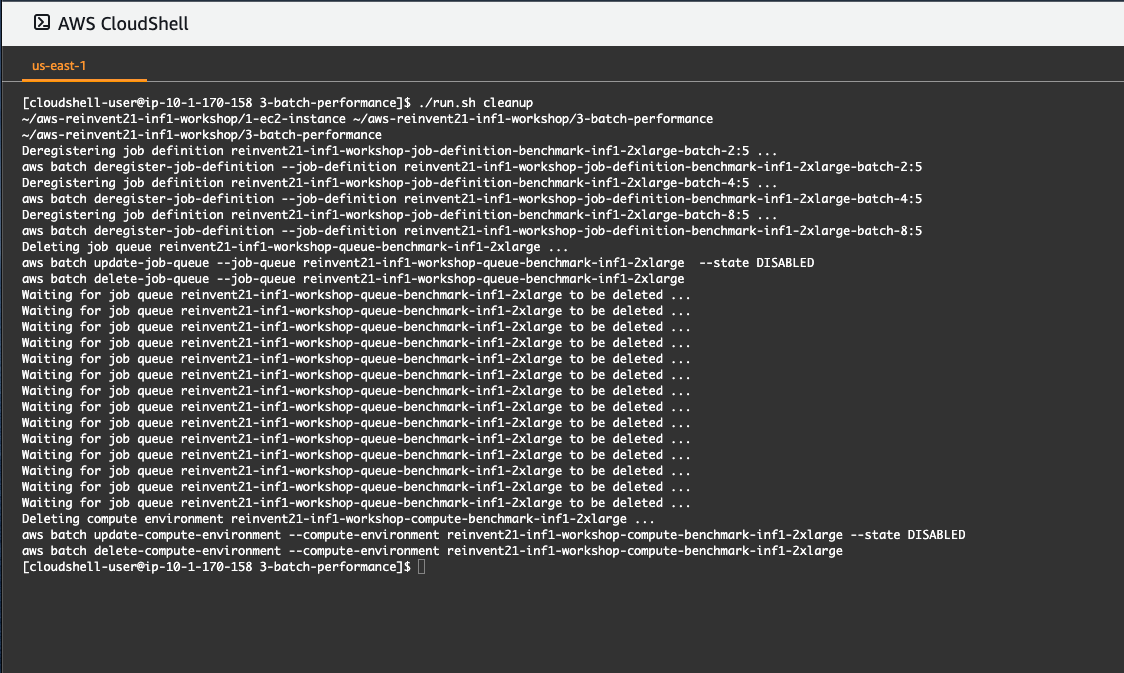 AWS CloudShell
us-east-1
[cloudshell-user@ip-10-1-170-158 3-batch-performance]$ ./run.sh cleanup
~/aws-reinvent21-inf1-workshop/1-ec2-instance ~/aws-reinvent21-inf1-workshop/3-batch-performance
~/aws-reinvent21-inf1-workshop/3-batch-performance
Deregistering job definition reinvent21-inf1-workshop-job-definition-benchmark-inf1-2xlarge-batch-2:5 ...
aws batch deregister-job-definition --job-definition reinvent21-inf1-workshop-job-definition-benchmark-inf1-2xlarge-batch-2:5
Deregistering job definition reinvent21-inf1-workshop-job-definition-benchmark-inf1-2xlarge-batch-4:5 ...
aws batch deregister-job-definition --job-definition reinvent21-inf1-workshop-job-definition-benchmark-inf1-2xlarge-batch-4:5
Deregistering job definition reinvent21-inf1-workshop-job-definition-benchmark-inf1-2xlarge-batch-8:5 ...
aws batch deregister-job-definition --job-definition reinvent21-inf1-workshop-job-definition-benchmark-inf1-2xlarge-batch-8:5
Deleting job queue reinvent21-inf1-workshop-queue-benchmark-inf1-2xlarge ...
aws batch update-job-queue --job-queue reinvent21-inf1-workshop-queue-benchmark-inf1-2xlarge  --state DISABLED
aws batch delete-job-queue --job-queue reinvent21-inf1-workshop-queue-benchmark-inf1-2xlarge
Waiting for job queue reinvent21-inf1-workshop-queue-benchmark-inf1-2xlarge to be deleted ...
Waiting for job queue reinvent21-inf1-workshop-queue-benchmark-inf1-2xlarge to be deleted ...
Waiting for job queue reinvent21-inf1-workshop-queue-benchmark-inf1-2xlarge to be deleted ...
Waiting for job queue reinvent21-inf1-workshop-queue-benchmark-inf1-2xlarge to be deleted ...
Waiting for job queue reinvent21-inf1-workshop-queue-benchmark-inf1-2xlarge to be deleted ...
Waiting for job queue reinvent21-inf1-workshop-queue-benchmark-inf1-2xlarge to be deleted ...
Waiting for job queue reinvent21-inf1-workshop-queue-benchmark-inf1-2xlarge to be deleted ...
Waiting for job queue reinvent21-inf1-workshop-queue-benchmark-inf1-2xlarge to be deleted ...
Waiting for job queue reinvent21-inf1-workshop-queue-benchmark-inf1-2xlarge to be deleted ...
Waiting for job queue reinvent21-inf1-workshop-queue-benchmark-inf1-2xlarge to be deleted ...
Waiting for job queue reinvent21-inf1-workshop-queue-benchmark-inf1-2xlarge to be deleted ...
Waiting for job queue reinvent21-inf1-workshop-queue-benchmark-inf1-2xlarge to be deleted ...
Waiting for job queue reinvent21-inf1-workshop-queue-benchmark-inf1-2xlarge to be deleted ...
Waiting for job queue reinvent21-inf1-workshop-queue-benchmark-inf1-2xlarge to be deleted ...
Deleting compute environment reinvent21-inf1-workshop-compute-benchmark-inf1-2xlarge ...
aws batch update-compute-environment --compute-environment reinvent21-inf1-workshop-compute-benchmark-inf1-2xlarge --state DISABLED
aws batch delete-compute-environment --compute-environment reinvent21-inf1-workshop-compute-benchmark-inf1-2xlarge
[cloudshell-user@ip-10-1-170-158 3-batch-performance]$